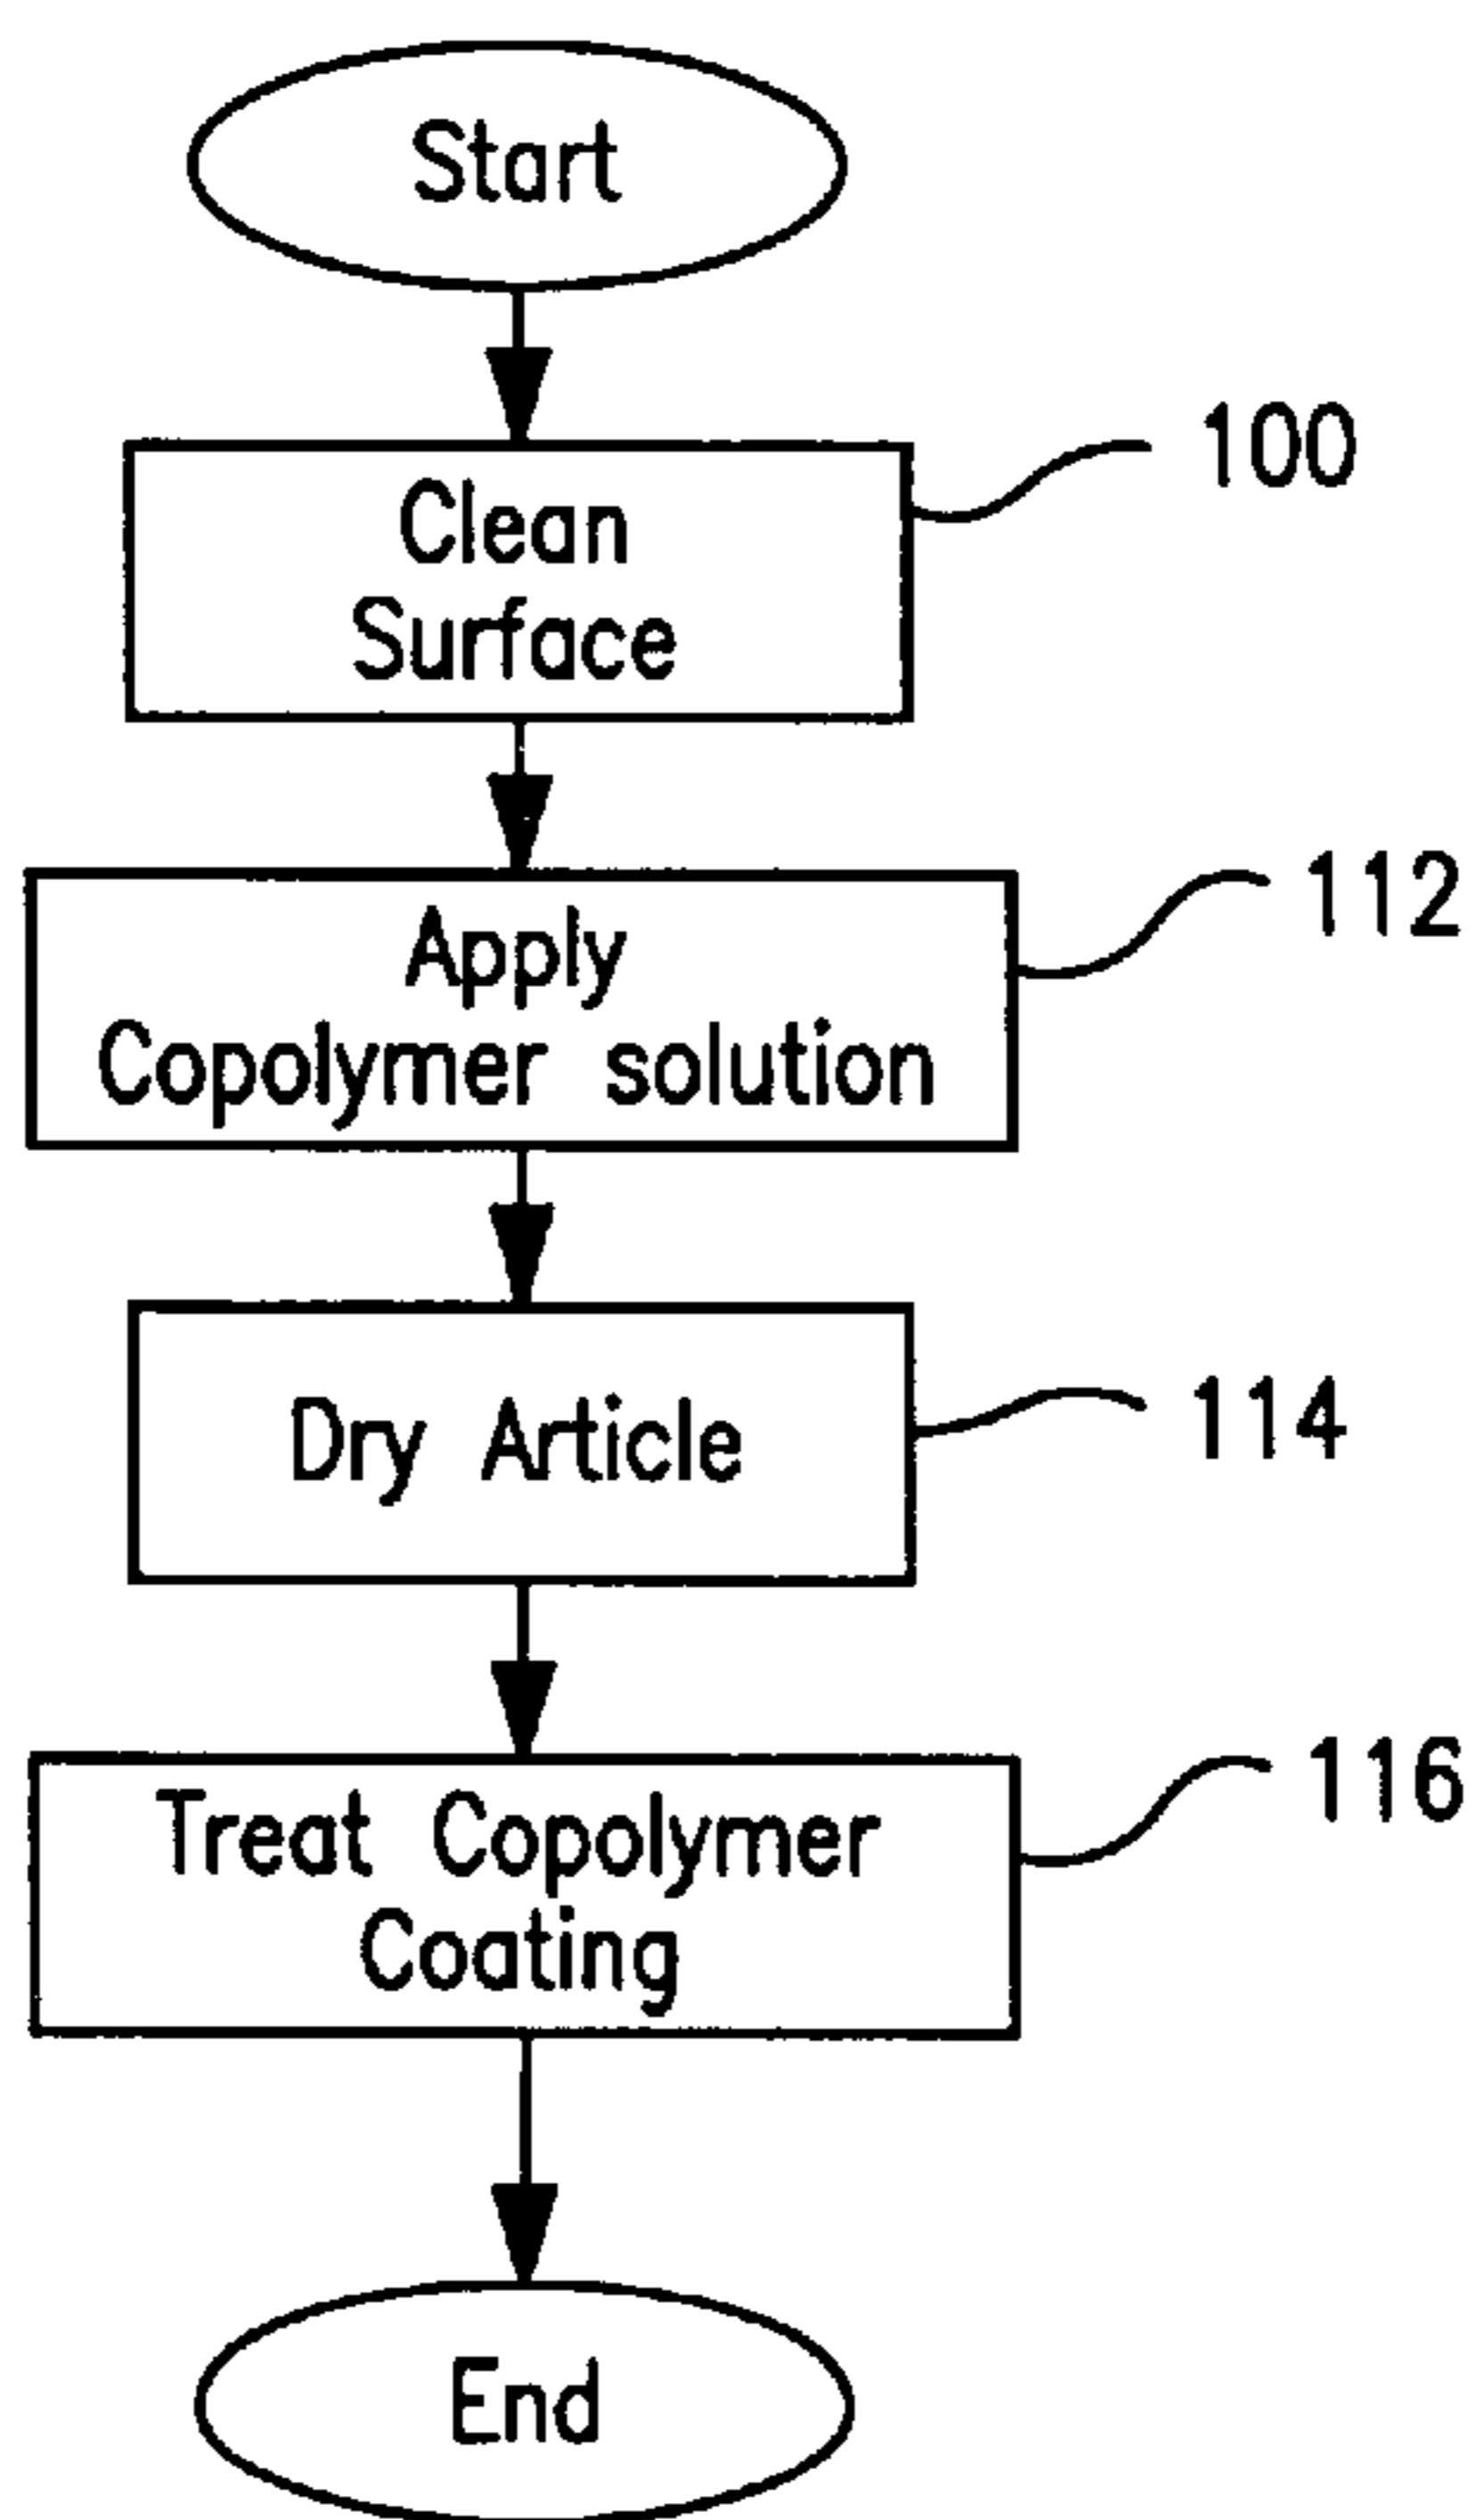 Start
100
Clean
Surface
112
Apply
Copolymer solution
114
Dry Article
116
Treat Copolymer
Coating
End